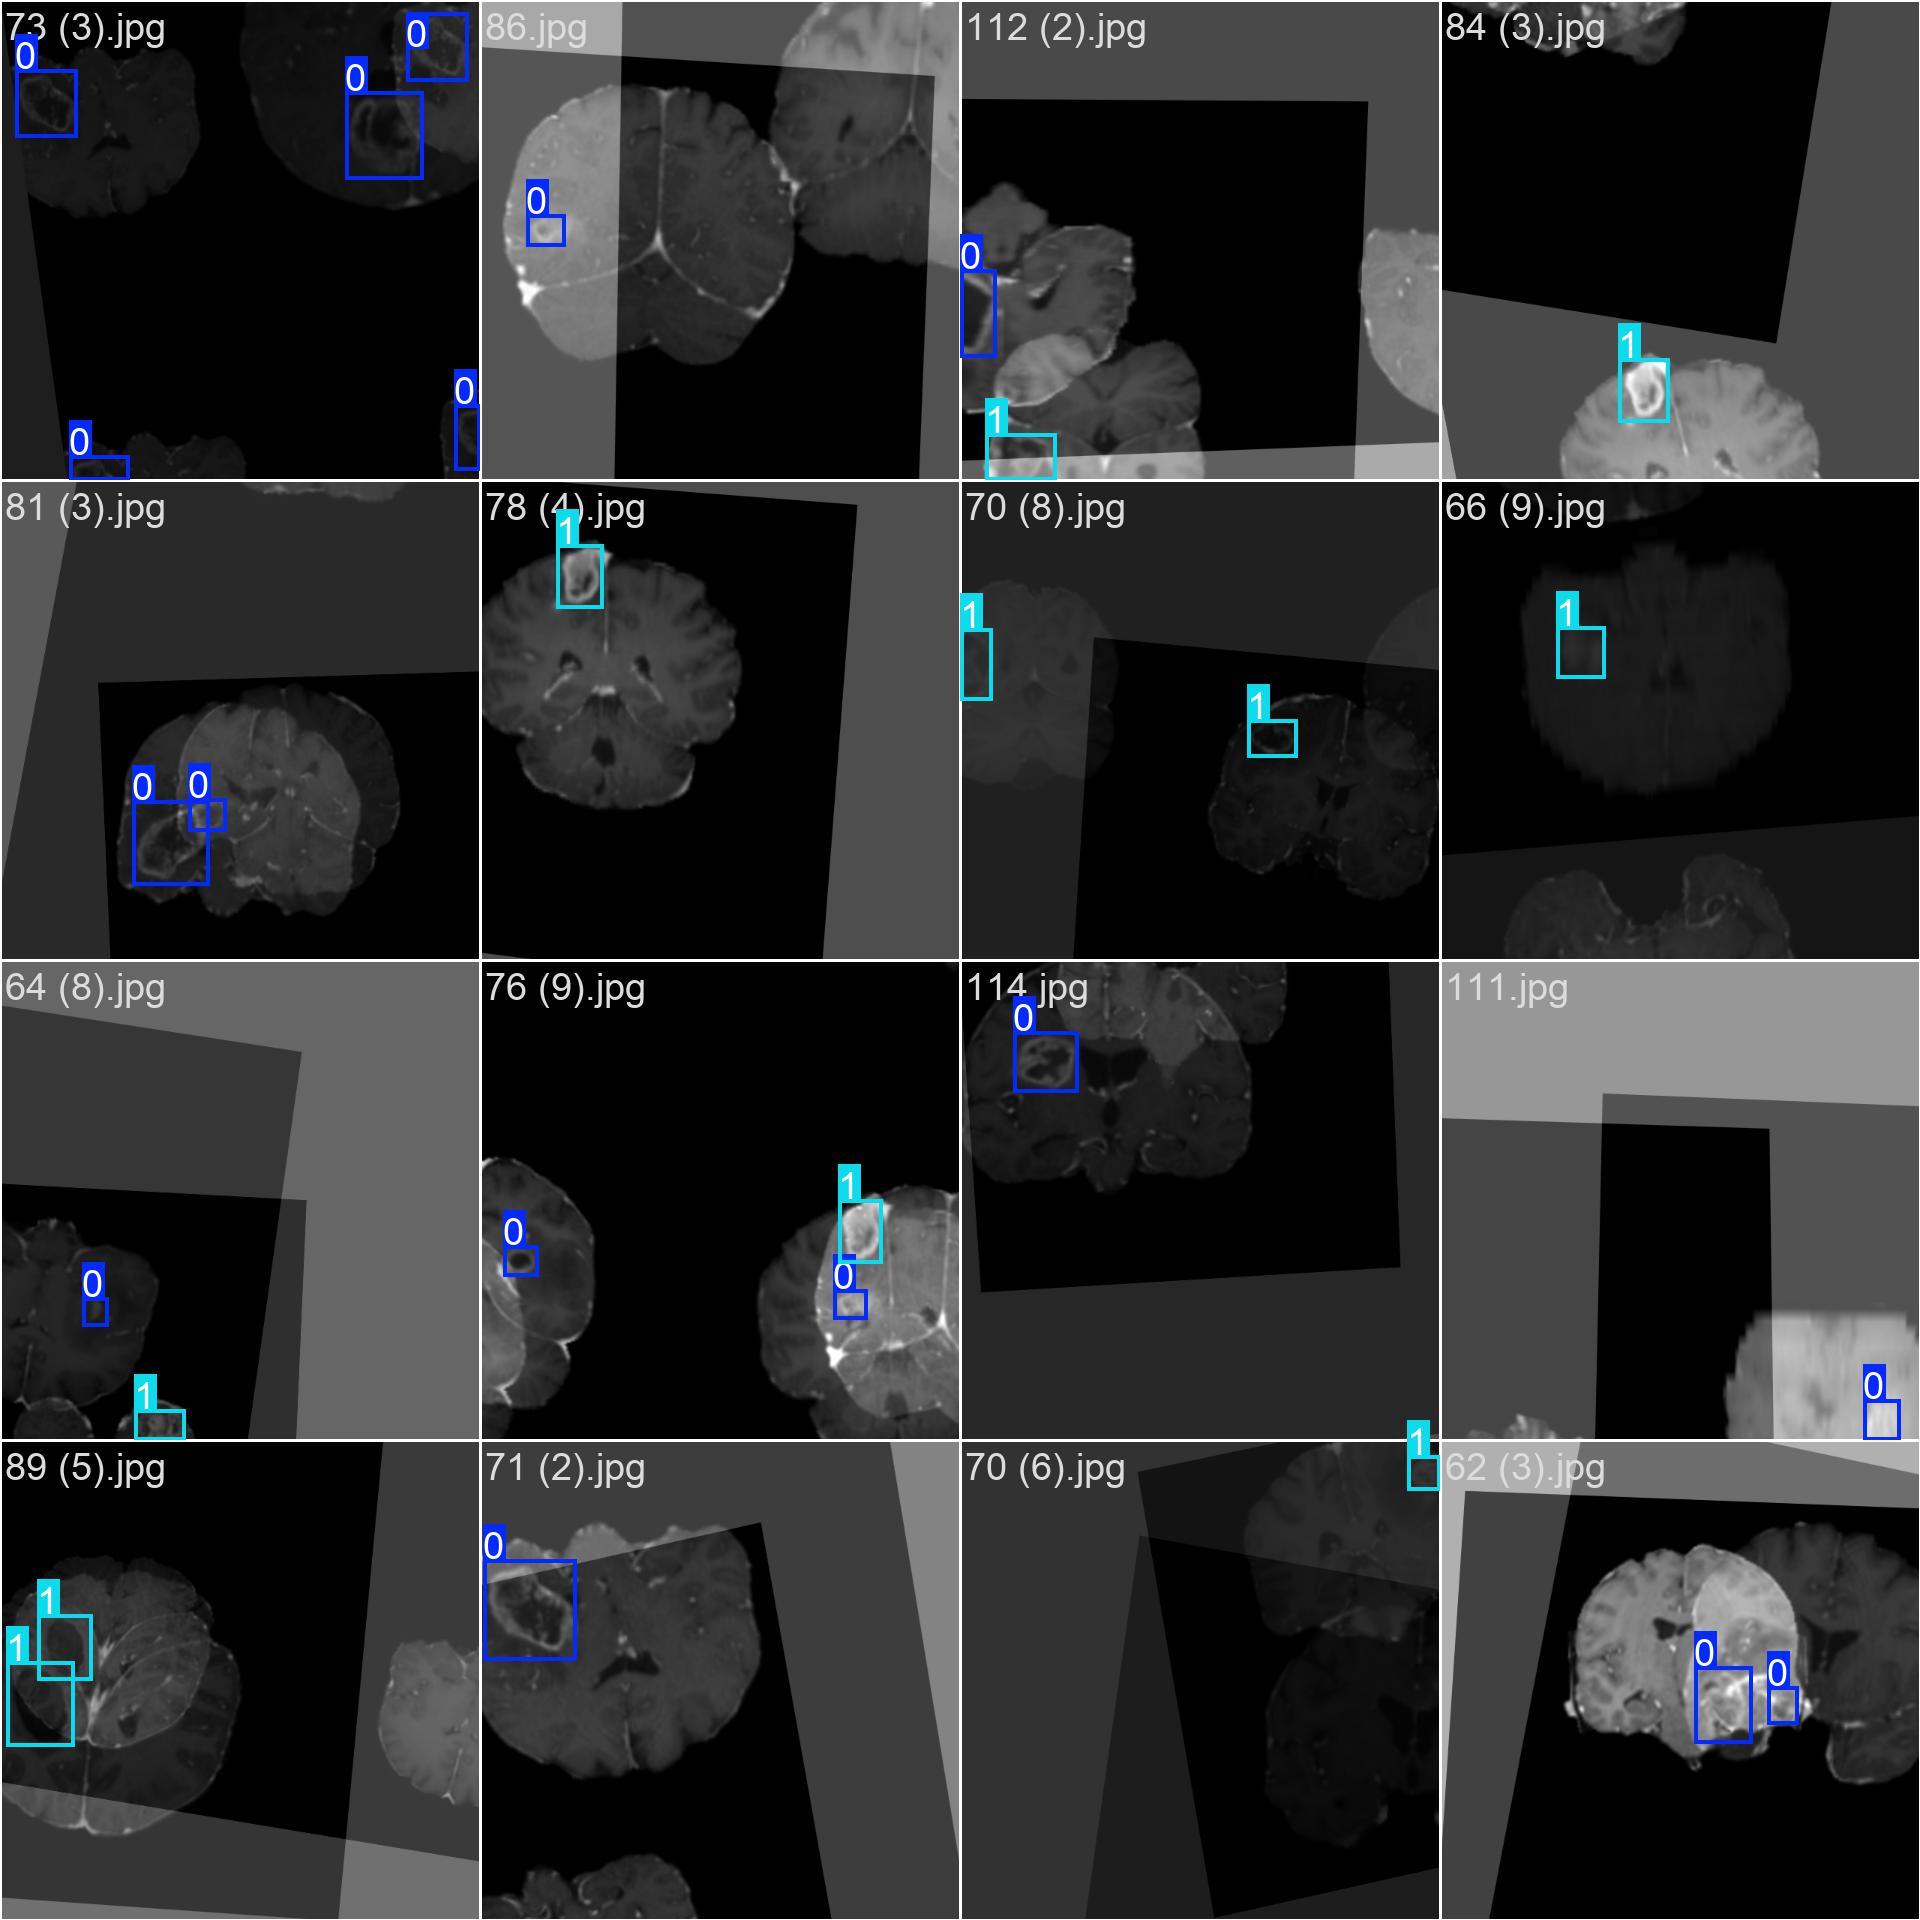 73 (3).jpg
0
0
0
0
0
86.jpg
0
112 (2).jpg
0
1
84 (3).jpg
1
81 (3).jpg
0
0
78 (4).jpg
1
70 (8).jpg
1
1
66 (9).jpg
1
64 (8).jpg
0
1
76 (9).jpg
0
1
0
114 jpg
0
111.jpg
0
89 (5).jpg
1
1
71 (2).jpg
0
70 (6).jpg
1
62 (3).jpg
0
0